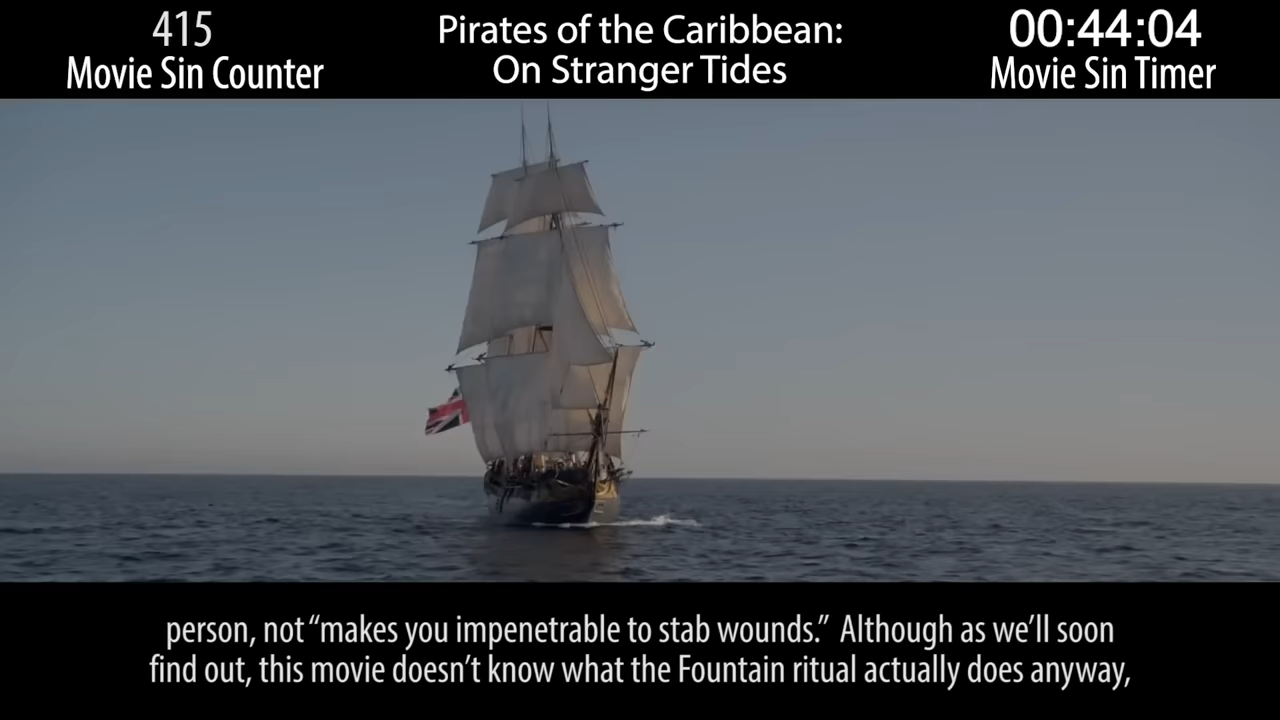 415
Movie Sin Counter
Pirates of the Caribbean:
On Stranger Tides
00:44:04
Movie Sin Timer
person, not “makes you impenetrable to stab wounds.”  Although as we’ll soon
find out, this movie doesn’t know what the Fountain ritual actually does anyway,